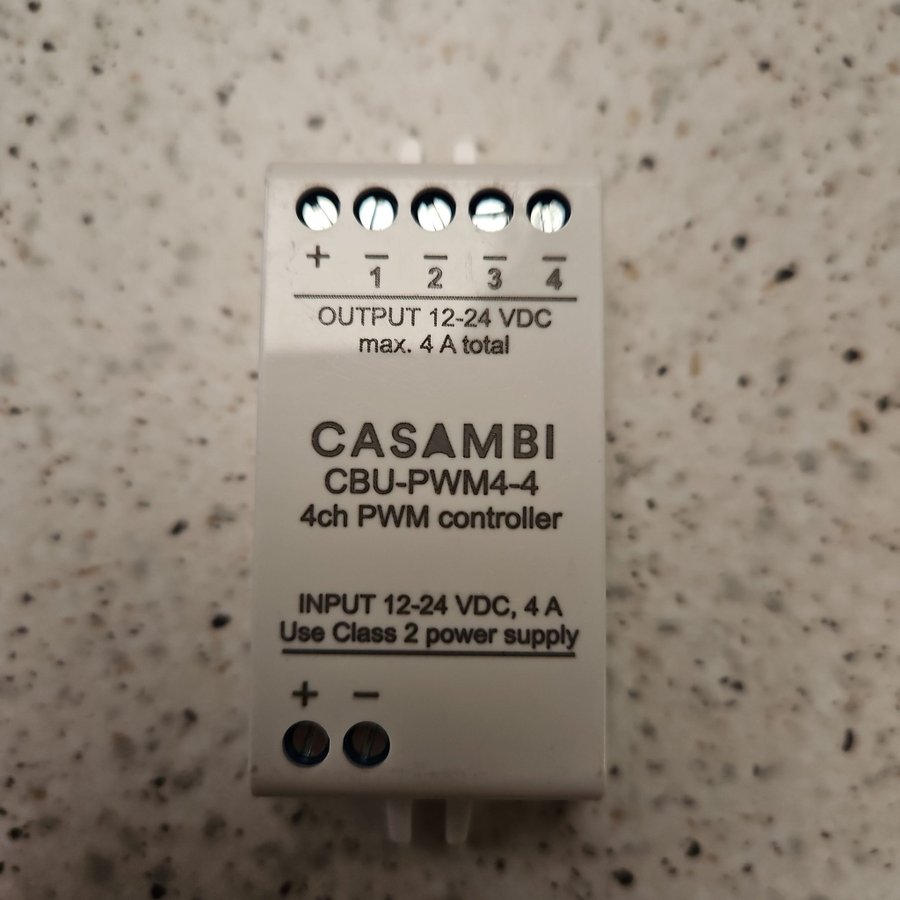 + – – – –
1 2 3 4
OUTPUT 12-24 VDC
max. 4 A total
CASAMBI
CBU-PWM4-4
4ch PWM controller
INPUT 12-24 VDC, 4 A
Use Class 2 power supply
+ –